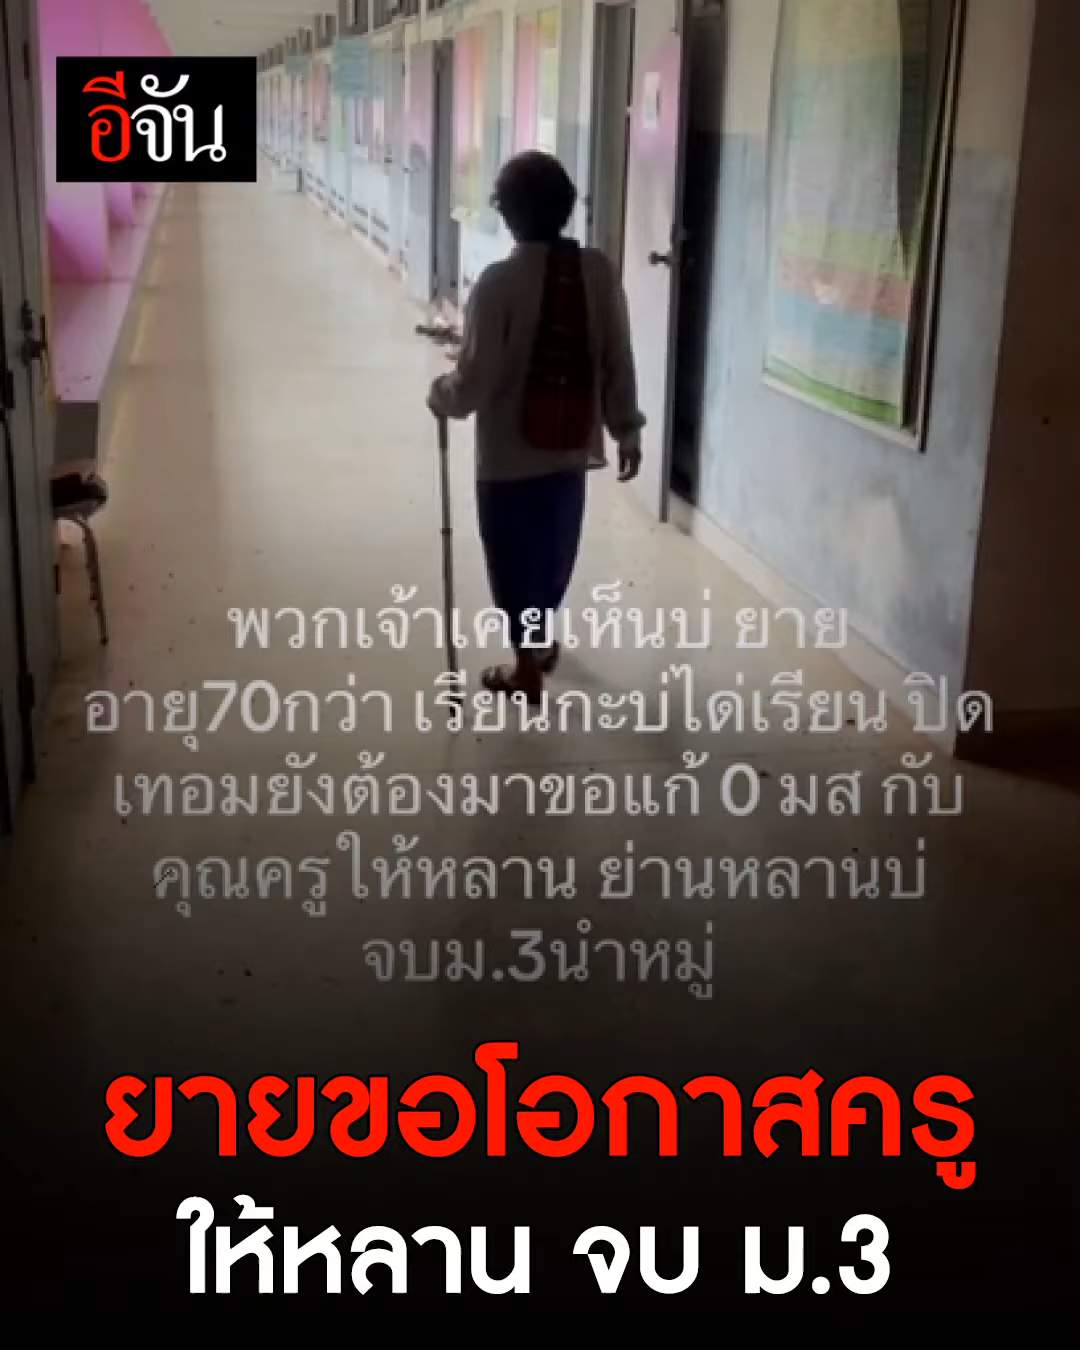 อีจัน
พวกเจ้าเคยเห็นบ่ ยาย
อายุ70กว่า เรียนกะบ่ได่เรียน ปิด
เทอมยังต้องมาขอแก้ 0 มส กับ
คุณครู ให้หลาน ย่านหลานบ่
จบม.3นำหมู่
ยายขอโอกาสครู
ให้หลาน จบ ม.3